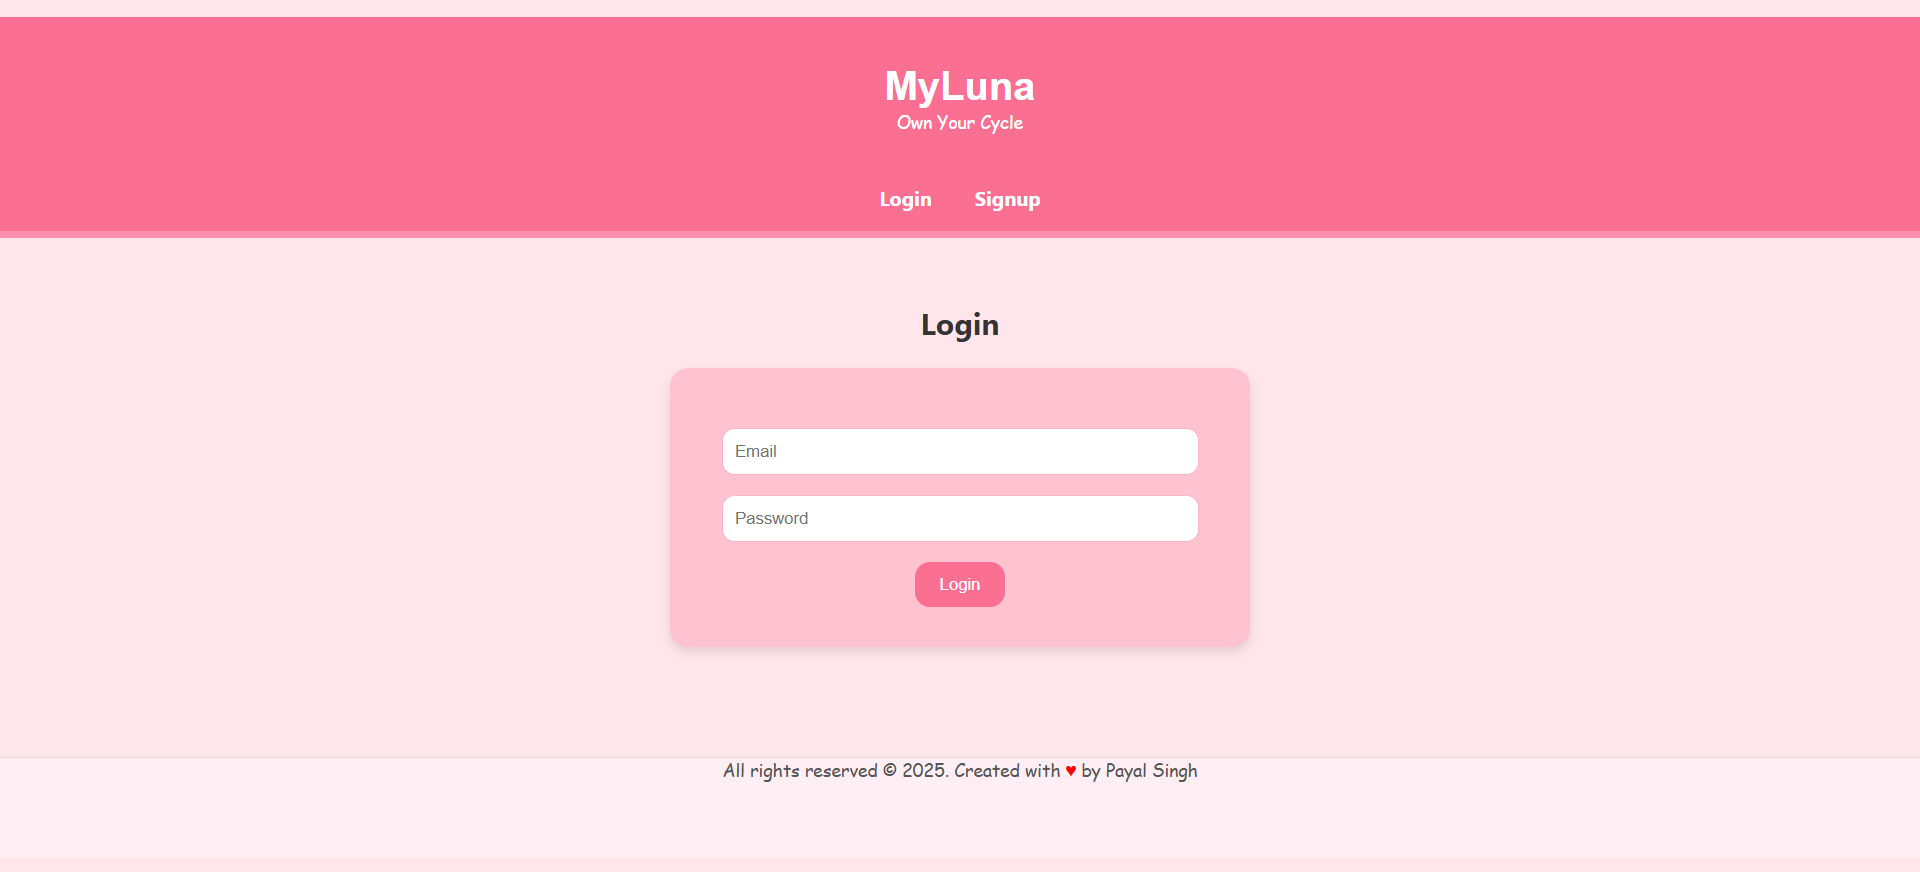 MyLuna
Own Your Cycle
Login Signup
Login
Email
Password
Login
All rights reserved © 2025. Created with ♥ by Payal Singh